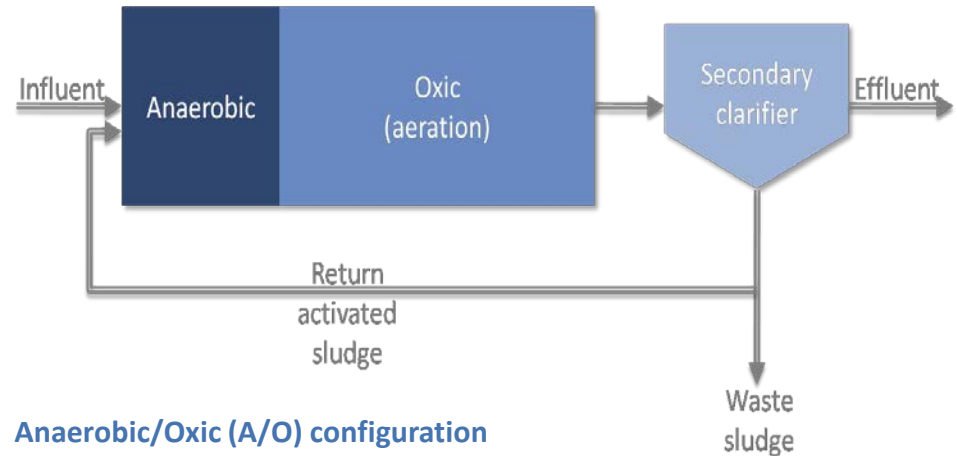 Influent
Anaerobic
Oxic
(aeration)
Secondary
clarifier
Effluent
Return
activated
sludge
Waste
sludge
Anaerobic/Oxic (A/O) configuration